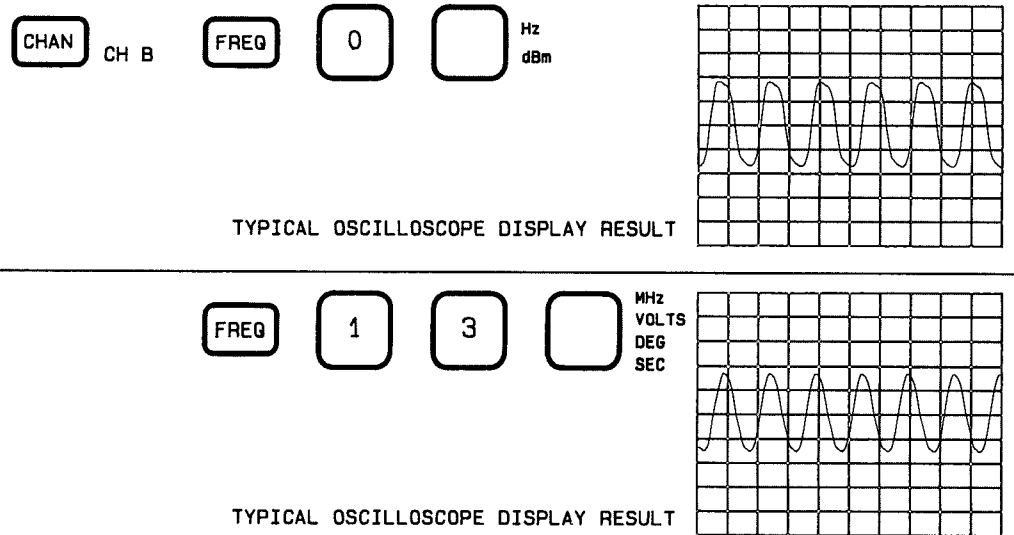 CHAN CH B FREQ 0 Hz
dBm
TYPICAL OSCILLOSCOPE DISPLAY RESULT
FREQ 1 3 MHz
VOLTS
DEG
SEC
TYPICAL OSCILLOSCOPE DISPLAY RESULT